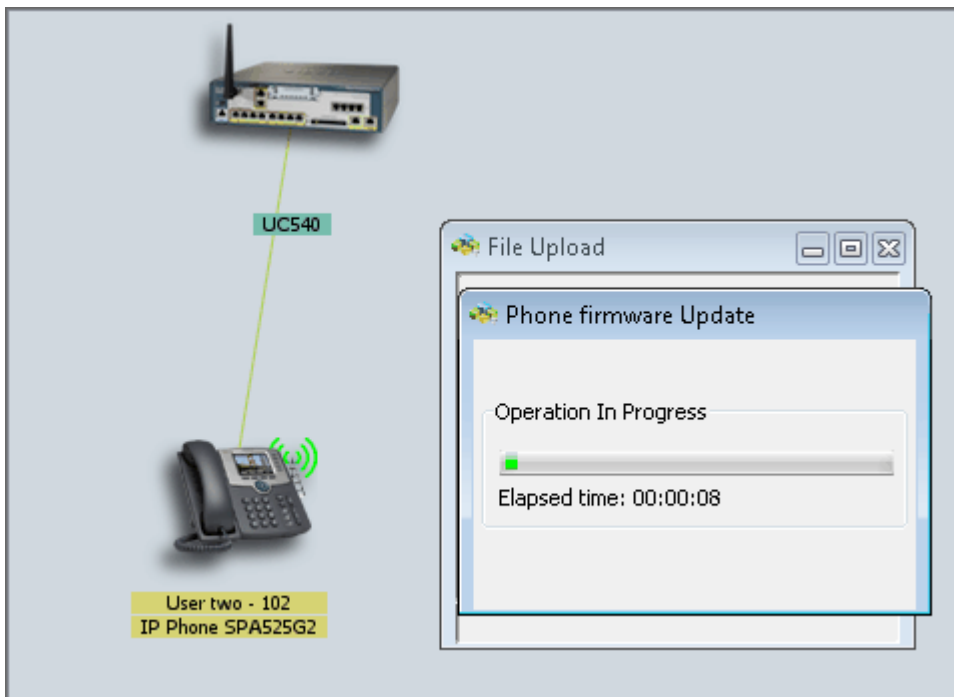 UC540
File Upload
Phone firmware Update
Operation In Progress
Elapsed time: 00:00:08
User two - 102
IP Phone SPA525G2